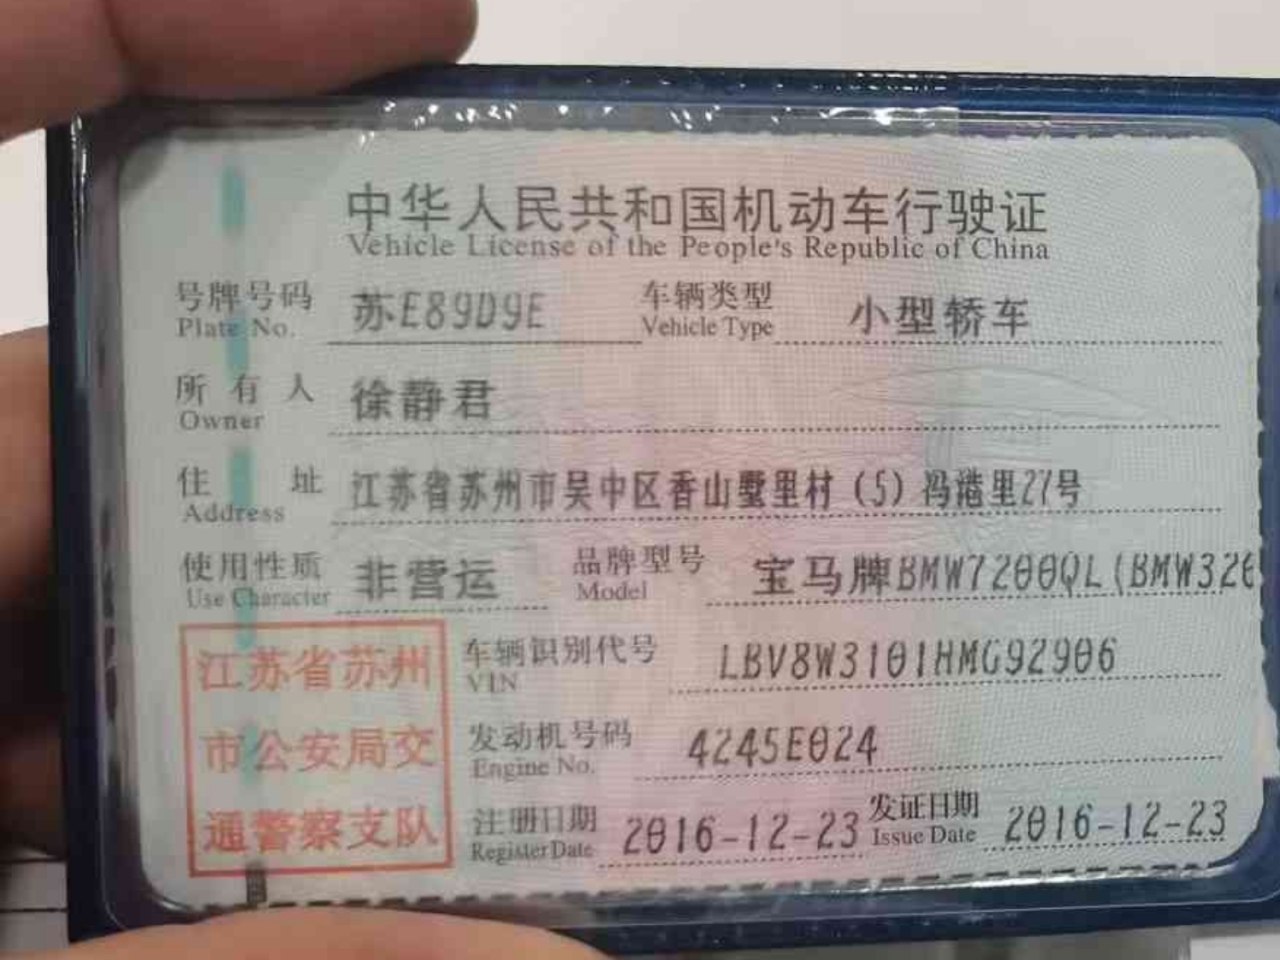 中华人民共和国机动车行驶证
Vehicle License of the People's Republic of China
号牌号码 苏E89D9E 车辆类型 小型轿车
Plate No. Vehicle Type
所有人 徐静君
Owner
住址 江苏省苏州市吴中区香山墅里村(5)冯澔里27号
Address
使用性质 非营运 品牌型号 宝马牌BMW7200QL(BMW320
Use Character Model
江苏省苏州
市公安局交
通警察支队
车辆识别代号 LBV8W3101HMG92906
VIN
发动机号码 4245E024
Engine No.
注册日期 2016-12-23 发证日期 2016-12-23
Register Date Issue Date